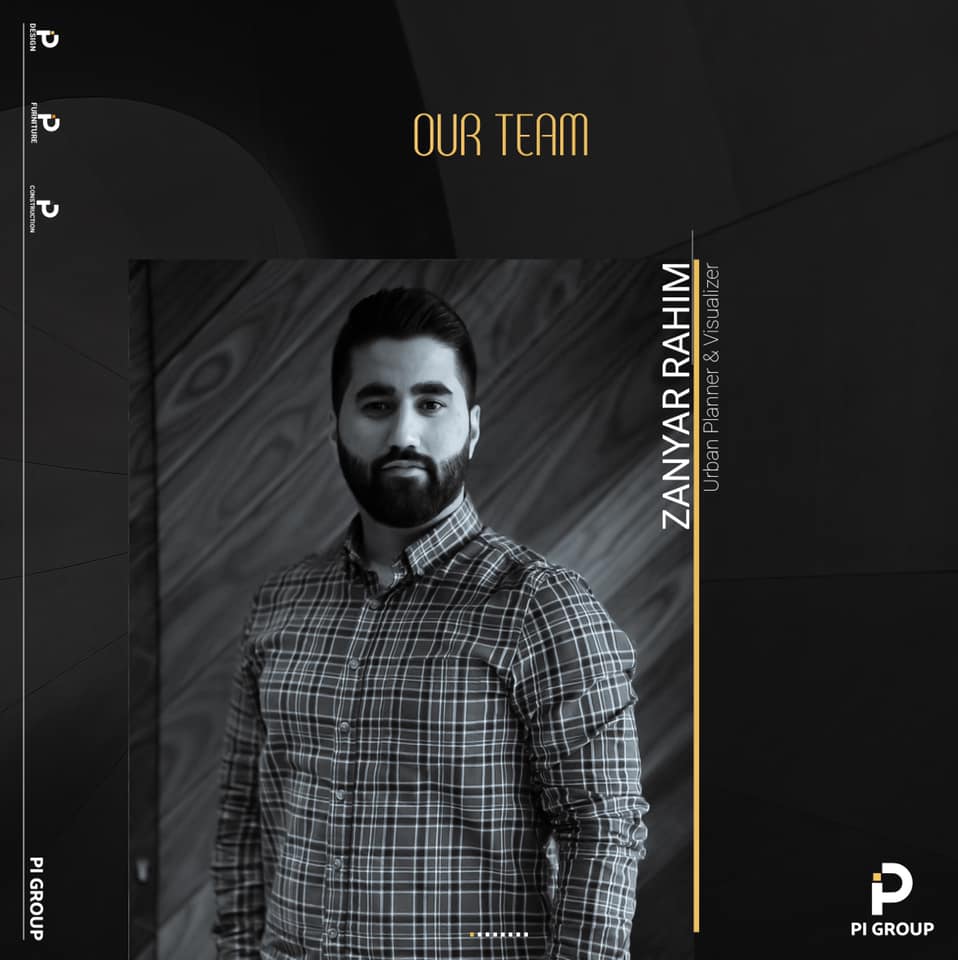 DESIGN
FURNITURE
CONSTRUCTION
OUR TEAM
ZANYAR RAHIM
Urban Planner & Visualizer
PI GROUP
PI GROUP